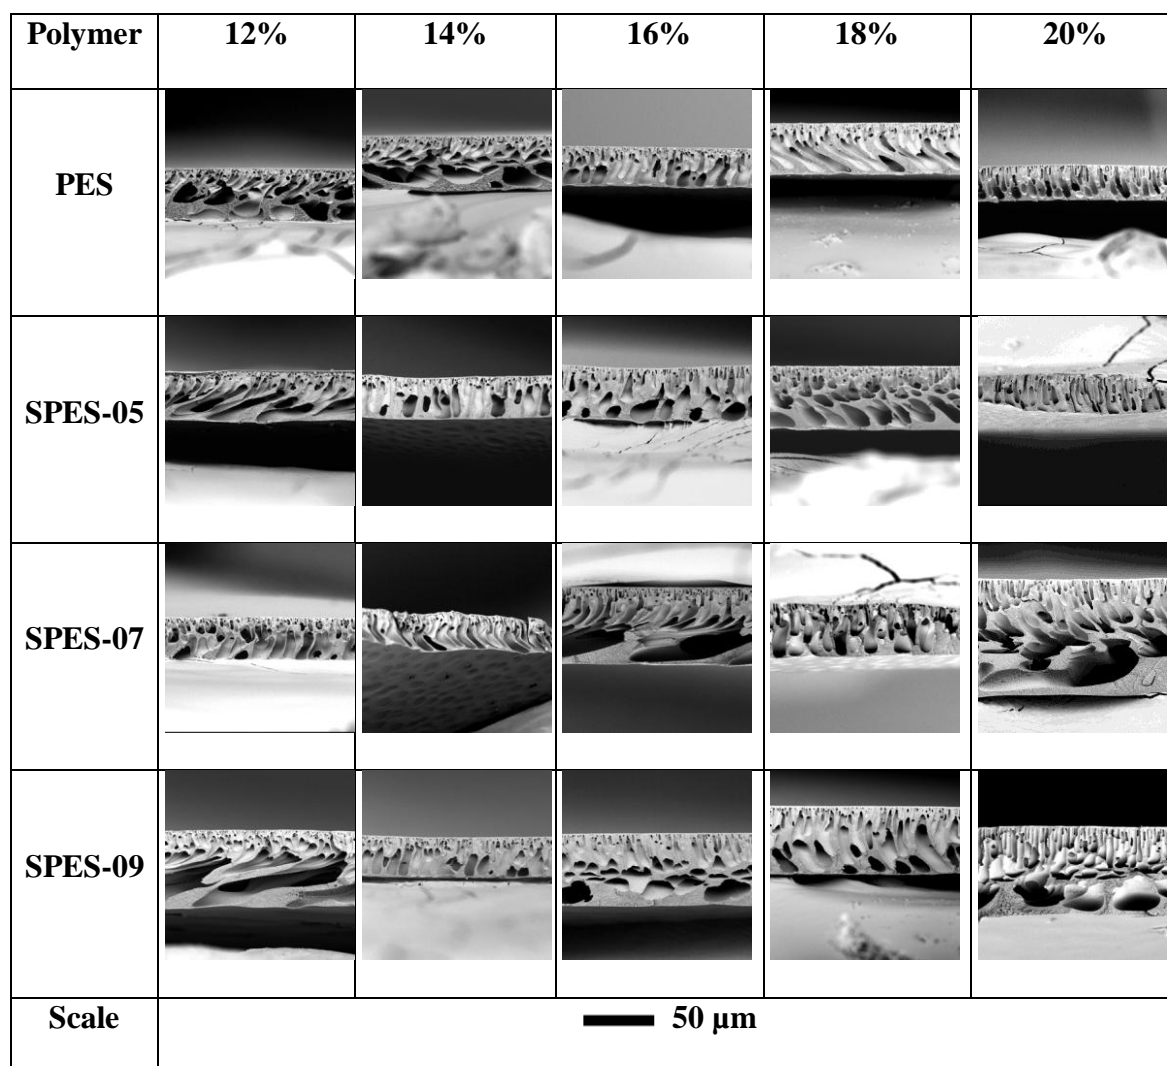 Polymer 12% 14% 16% 18% 20%
PES
SPES-05
SPES-07
SPES-09
Scale 50 µm